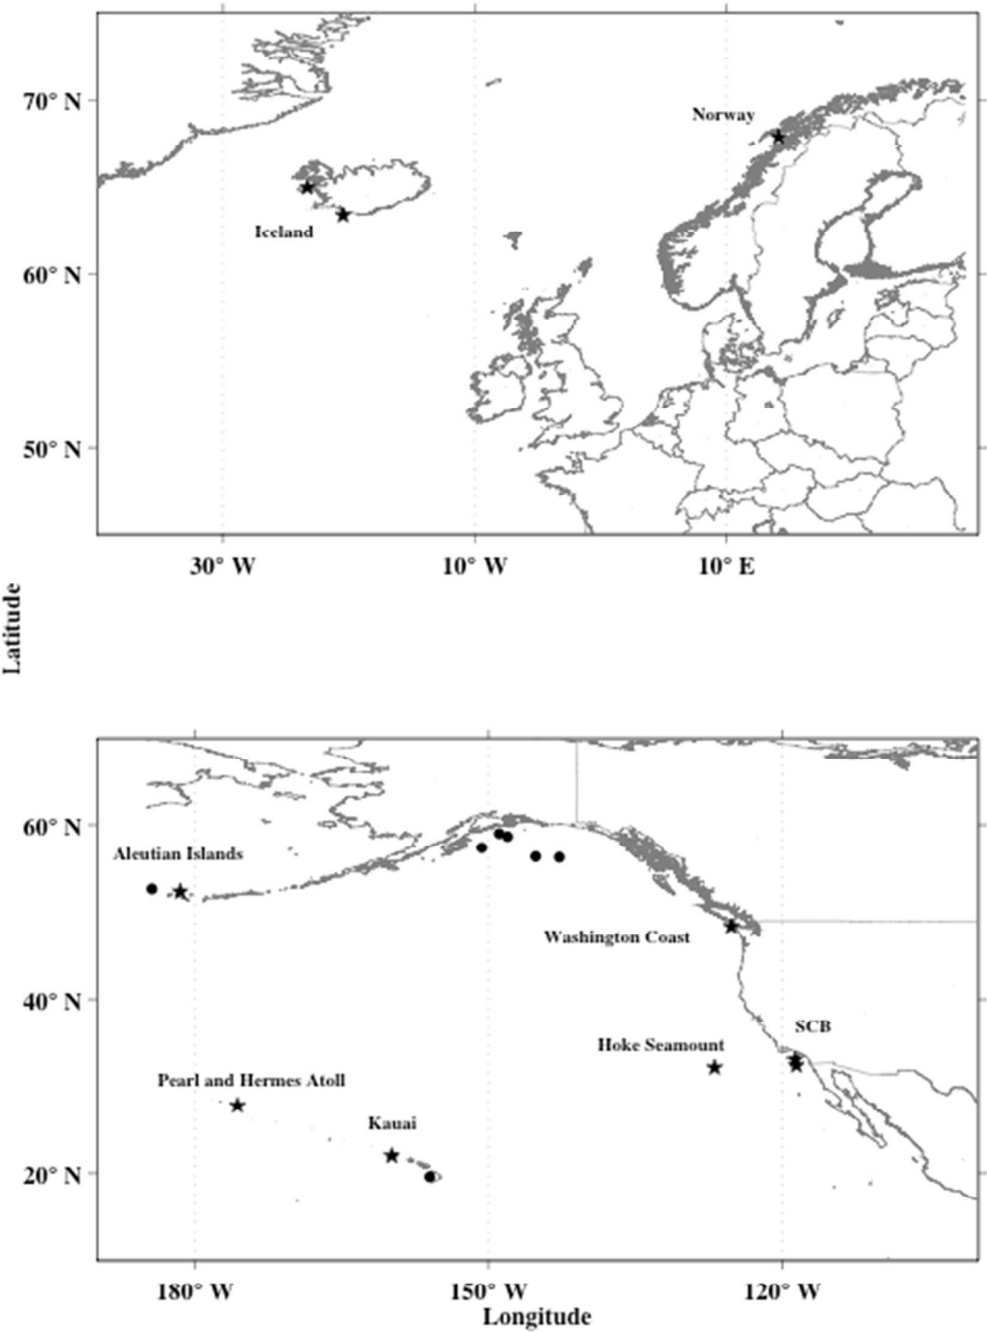 70° N
Norway
Iceland
60° N
50° N
30° W
10° W
10° E
Latitude
60° N
Aleutian Islands
Washington Coast
40° N
SCB
Hoke Seamount
Pearl and Hermes Atoll
Kauai
20° N
180° W
150° W
120° W
Longitude